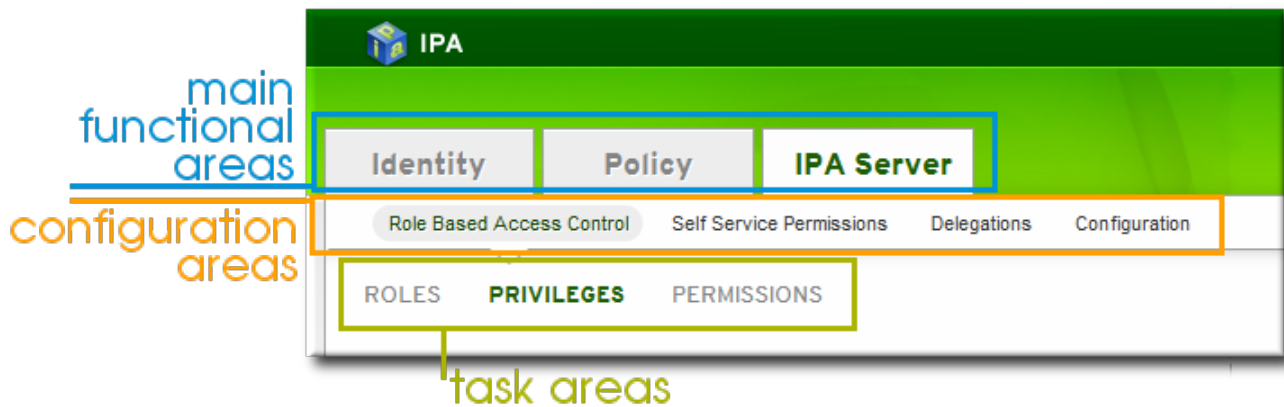 IPA
main
functional
areas
Identity Policy IPA Server
configuration
areas
Role Based Access Control Self Service Permissions Delegations Configuration
ROLES PRIVILEGES PERMISSIONS
task areas